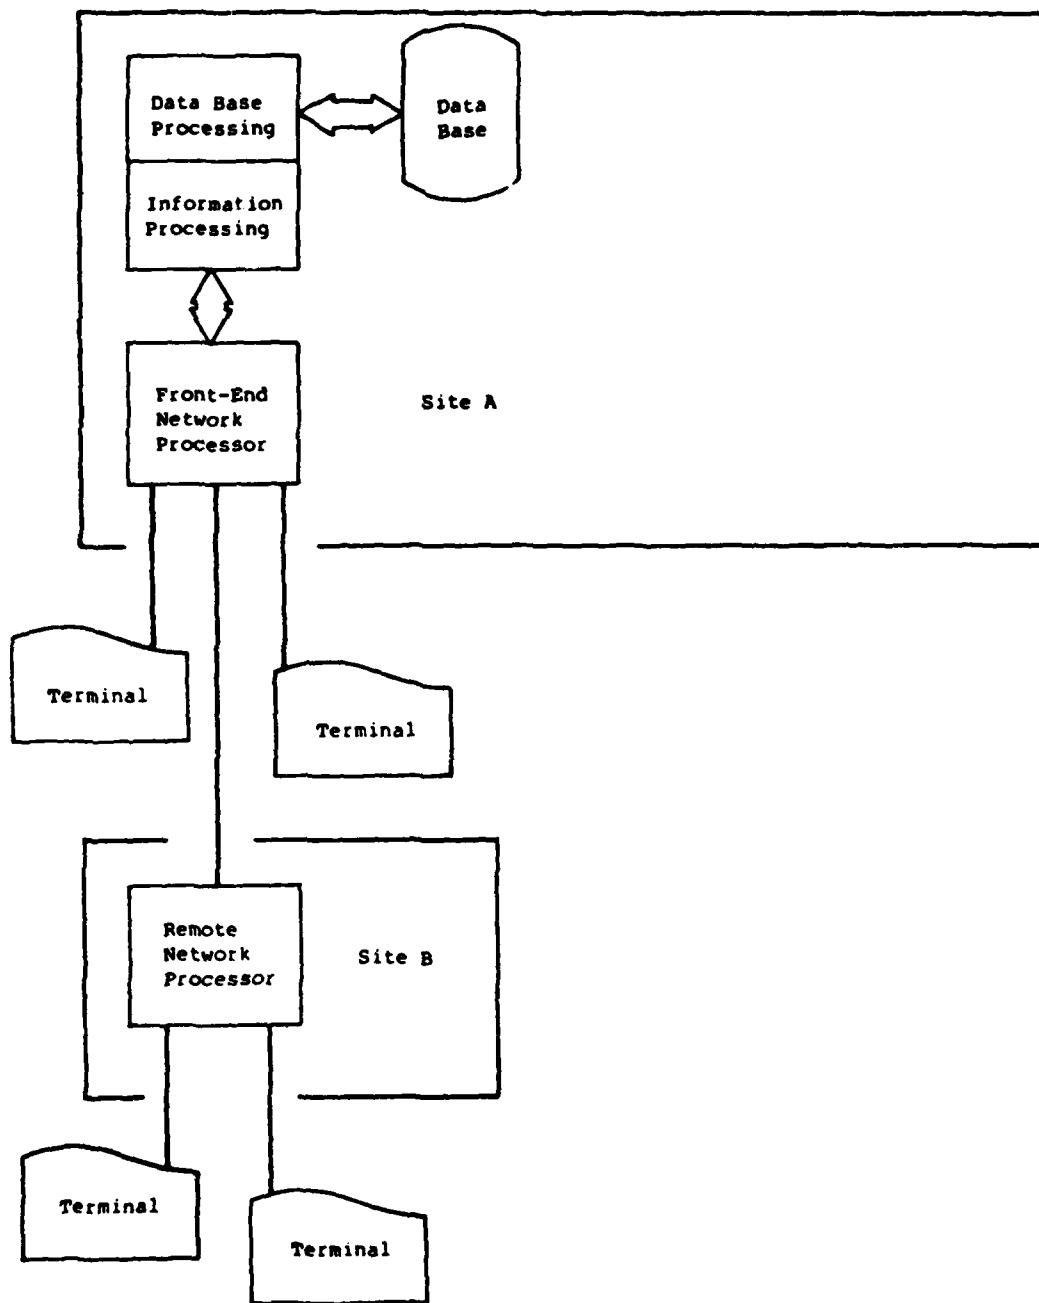 Data Base
Processing
Data
Base
Information
Processing
Front-End
Network
Processor
Site A
Terminal
Terminal
Remote
Network
Processor
Site B
Terminal
Terminal